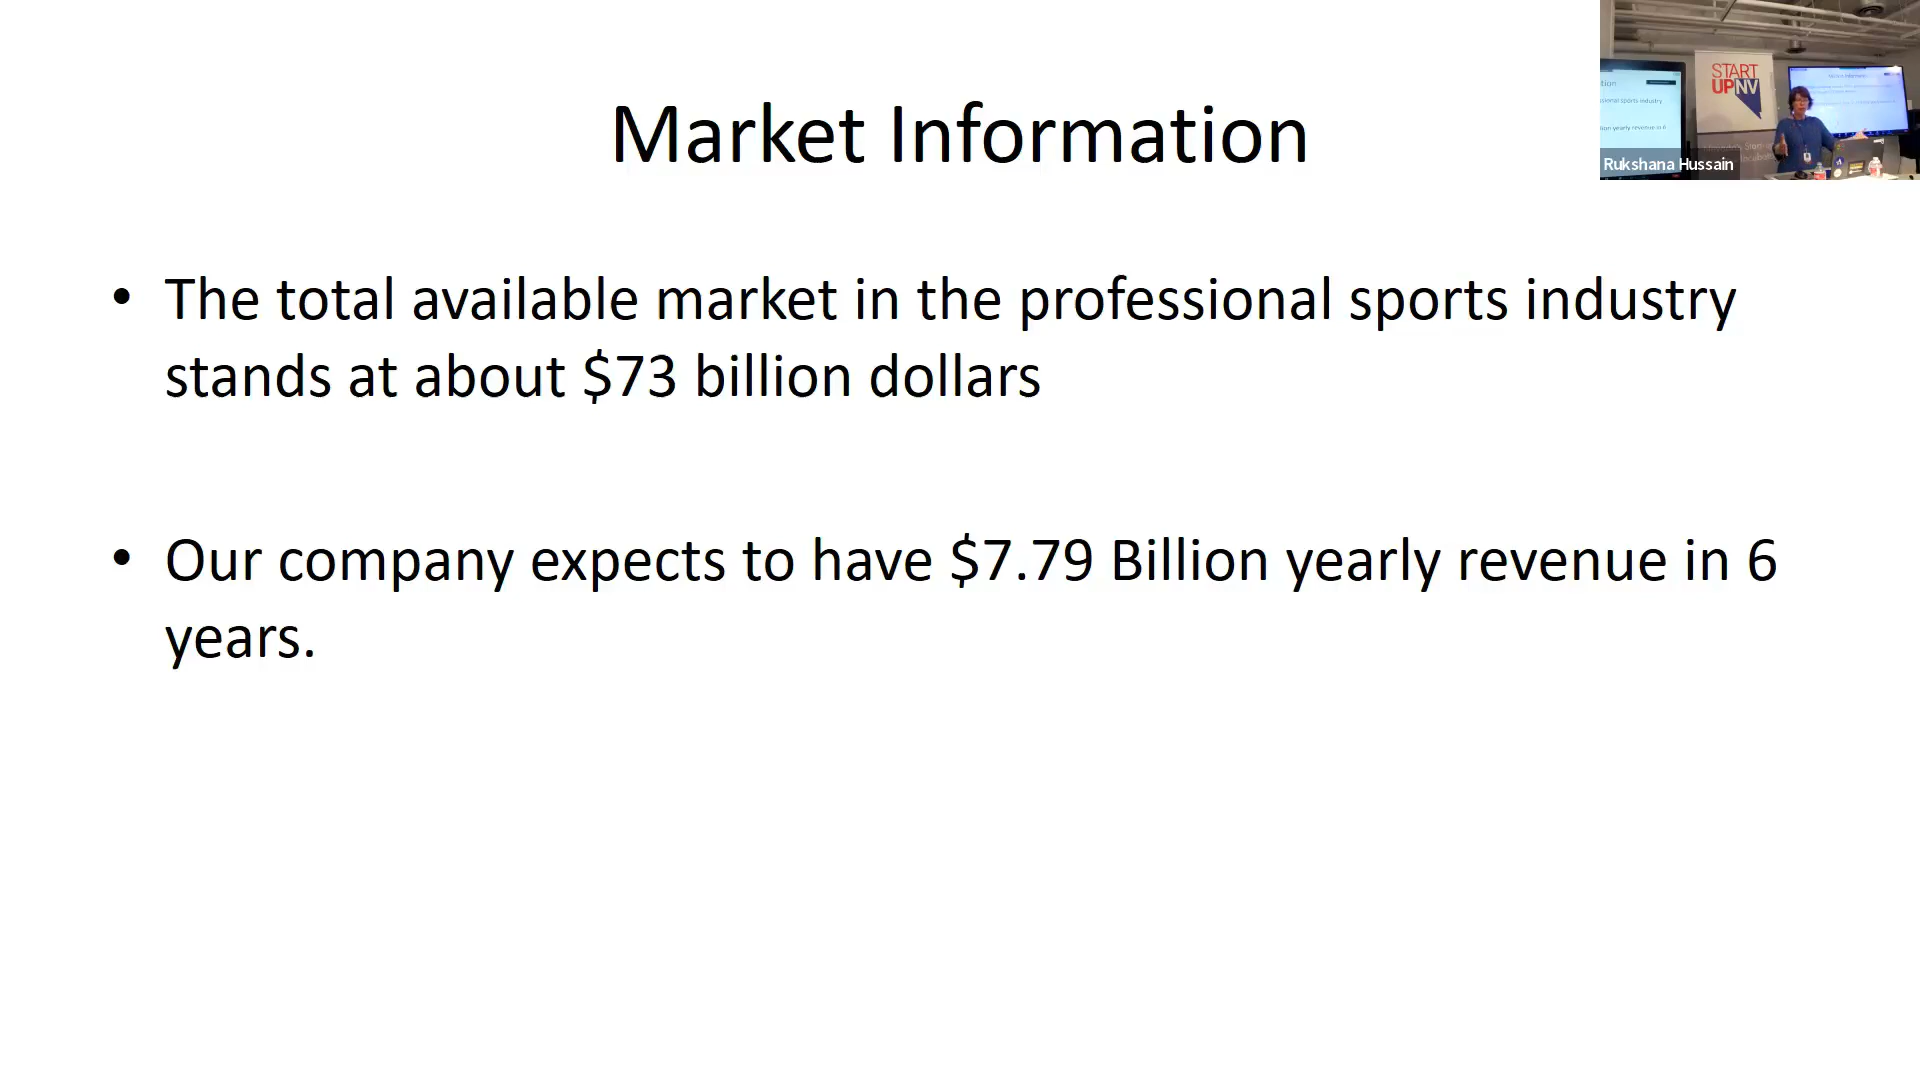 Market Information
START
UPNV
Rukshana Hussain
• The total available market in the professional sports industry
stands at about $73 billion dollars
• Our company expects to have $7.79 Billion yearly revenue in 6
years.